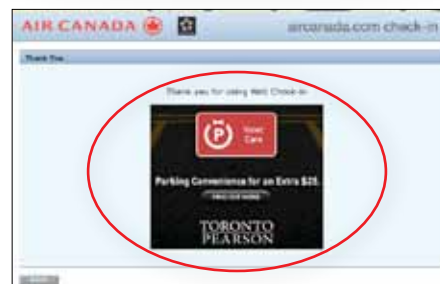 AIR CANADA
aircanada.com check-in
Thank You
Thank you for using Web Check-in
Valet
Care
Parking Convenience for an Extra $25.
TORONTO
PEARSON